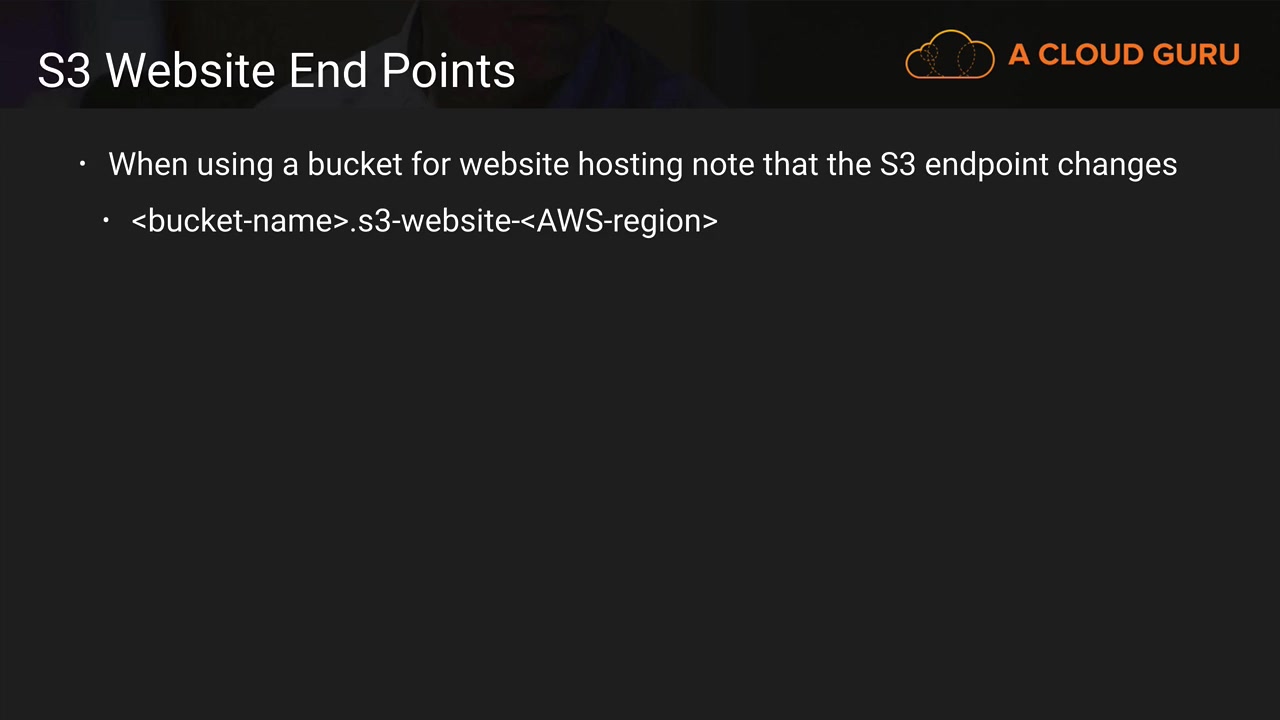 S3 Website End Points
A CLOUD GURU
• When using a bucket for website hosting note that the S3 endpoint changes
• <bucket-name>.s3-website-<AWS-region>